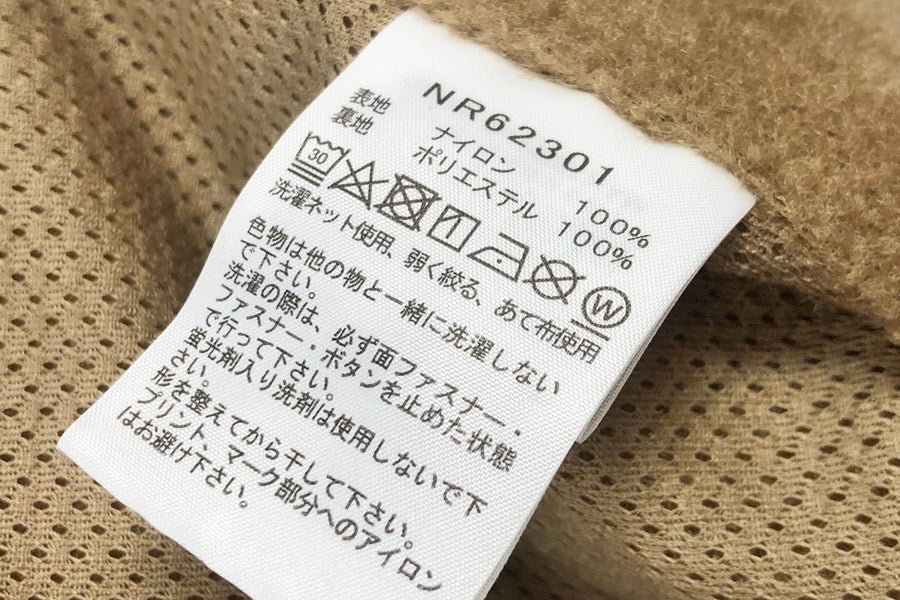 NR62301
表地 ナイロン 100%
裏地 ポリエステル 100%
30 W
洗濯ネット使用、弱く絞る、あて布使用
色物は他の物と一緒に洗濯しない
で下さい。
洗濯の際は、必ず面ファスナー・
ファスナー・ボタンを止めた状態
で行って下さい。
蛍光剤入り洗剤は使用しないで下
さい。
形を整えてから干して下さい。
プリント、マーク部分へのアイロン
はお避け下さい。